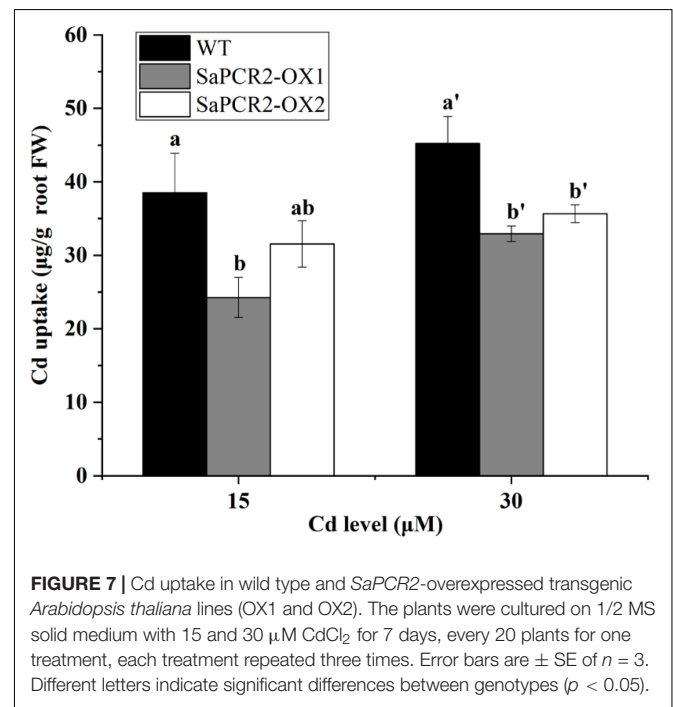 60
50
40
30
20
10
0
Cd uptake (μg/g root FW)
WT
SaPCR2-OX1
SaPCR2-OX2
a
b
ab
a'
b'
b'
15
30
Cd level (μM)
FIGURE 7 | Cd uptake in wild type and SaPCR2-overexpressed transgenic
Arabidopsis thaliana lines (OX1 and OX2). The plants were cultured on 1/2 MS
solid medium with 15 and 30 μM CdCl₂ for 7 days, every 20 plants for one
treatment, each treatment repeated three times. Error bars are ± SE of n = 3.
Different letters indicate significant differences between genotypes (p < 0.05).